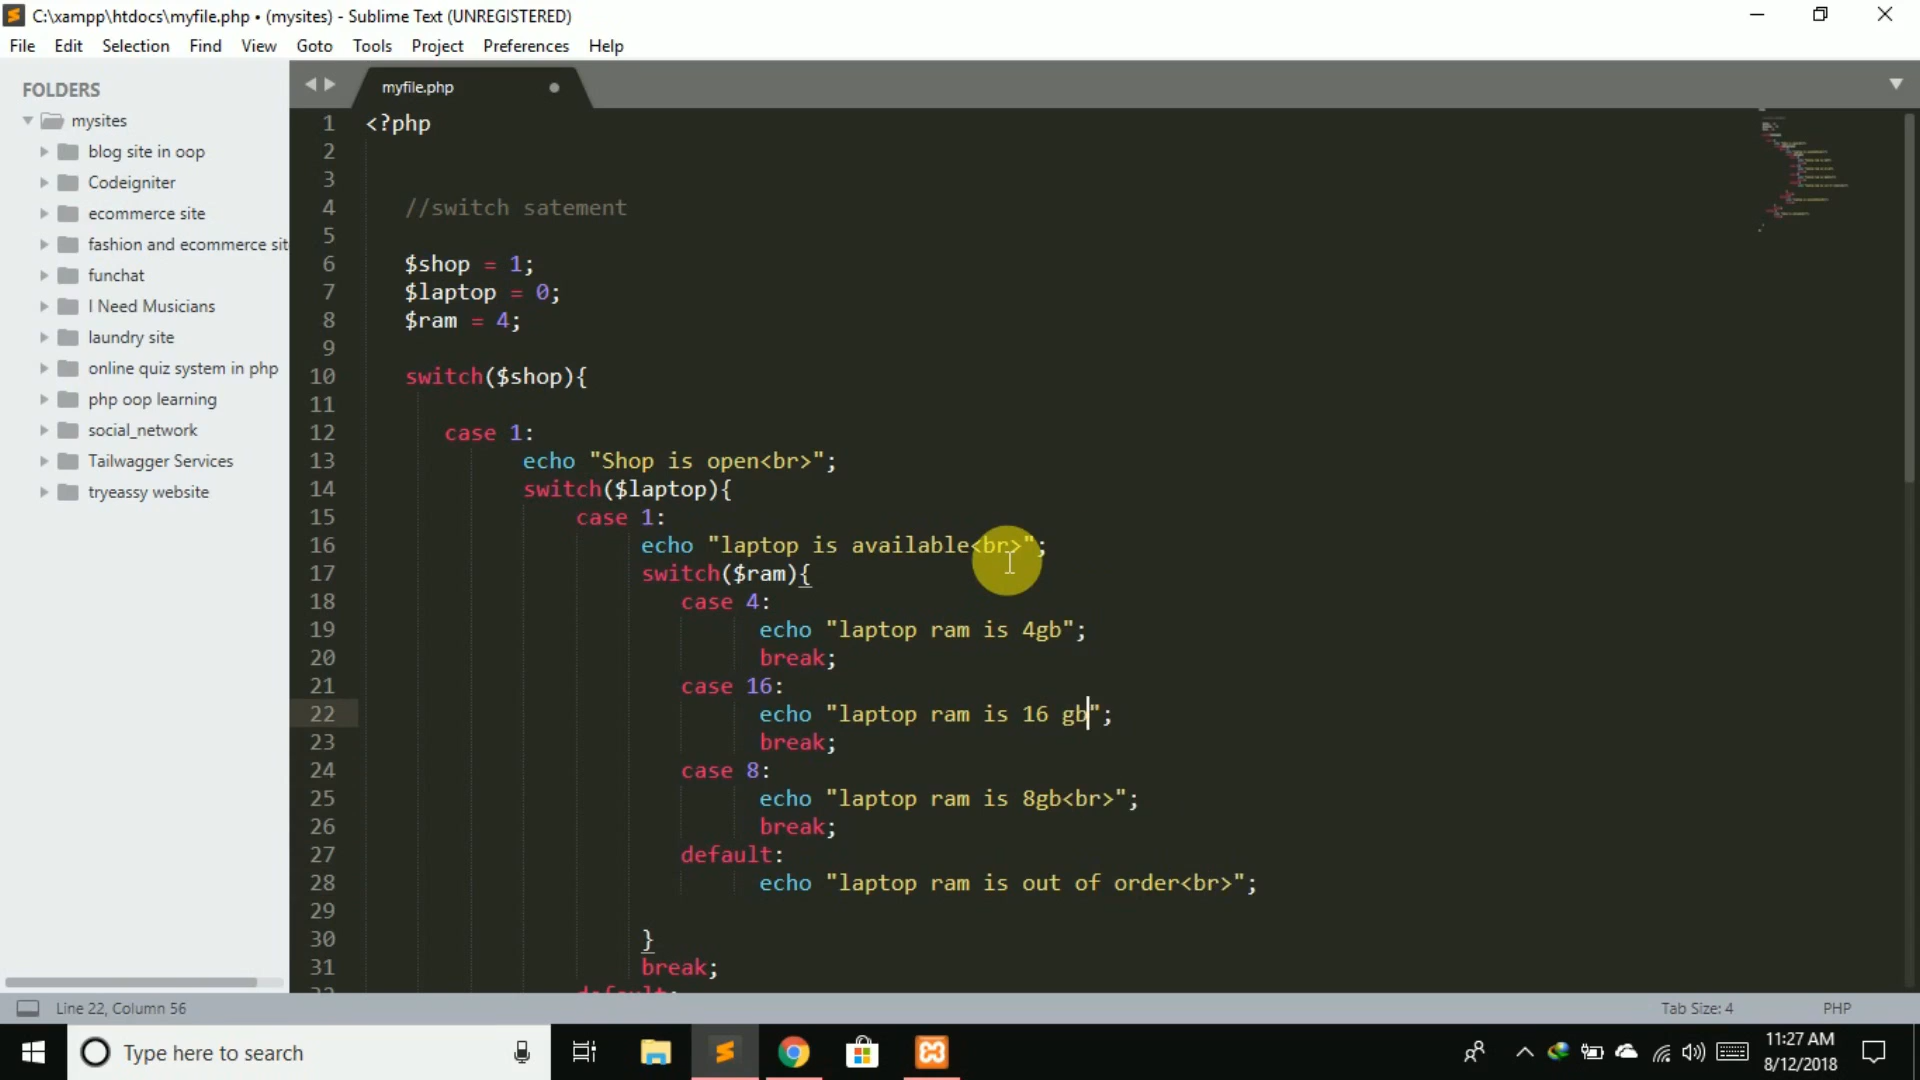 C:\xampp\htdocs\myfile.php • (mysites) - Sublime Text (UNREGISTERED)
File Edit Selection Find View Goto Tools Project Preferences Help
FOLDERS
mysites
blog site in oop
Codeigniter
ecommerce site
fashion and ecommerce sit
funchat
I Need Musicians
laundry site
online quiz system in php
php oop learning
social_network
Tailwagger Services
tryeassy website
myfile.php
1 <?php
2
3
4 //switch satement
5
6 $shop = 1;
7 $laptop = 0;
8 $ram = 4;
9
10 switch($shop){
11
12 case 1:
13 echo "Shop is open<br>";
14 switch($laptop){
15 case 1:
16 echo "laptop is available<br>";
17 switch($ram){
18 case 4:
19 echo "laptop ram is 4gb";
20 break;
21 case 16:
22 echo "laptop ram is 16 gb";
23 break;
24 case 8:
25 echo "laptop ram is 8gb<br>";
26 break;
27 default:
28 echo "laptop ram is out of order<br>";
29
30 }
31 break;
Line 22, Column 56
Tab Size: 4
PHP
Type here to search
11:27 AM
8/12/2018